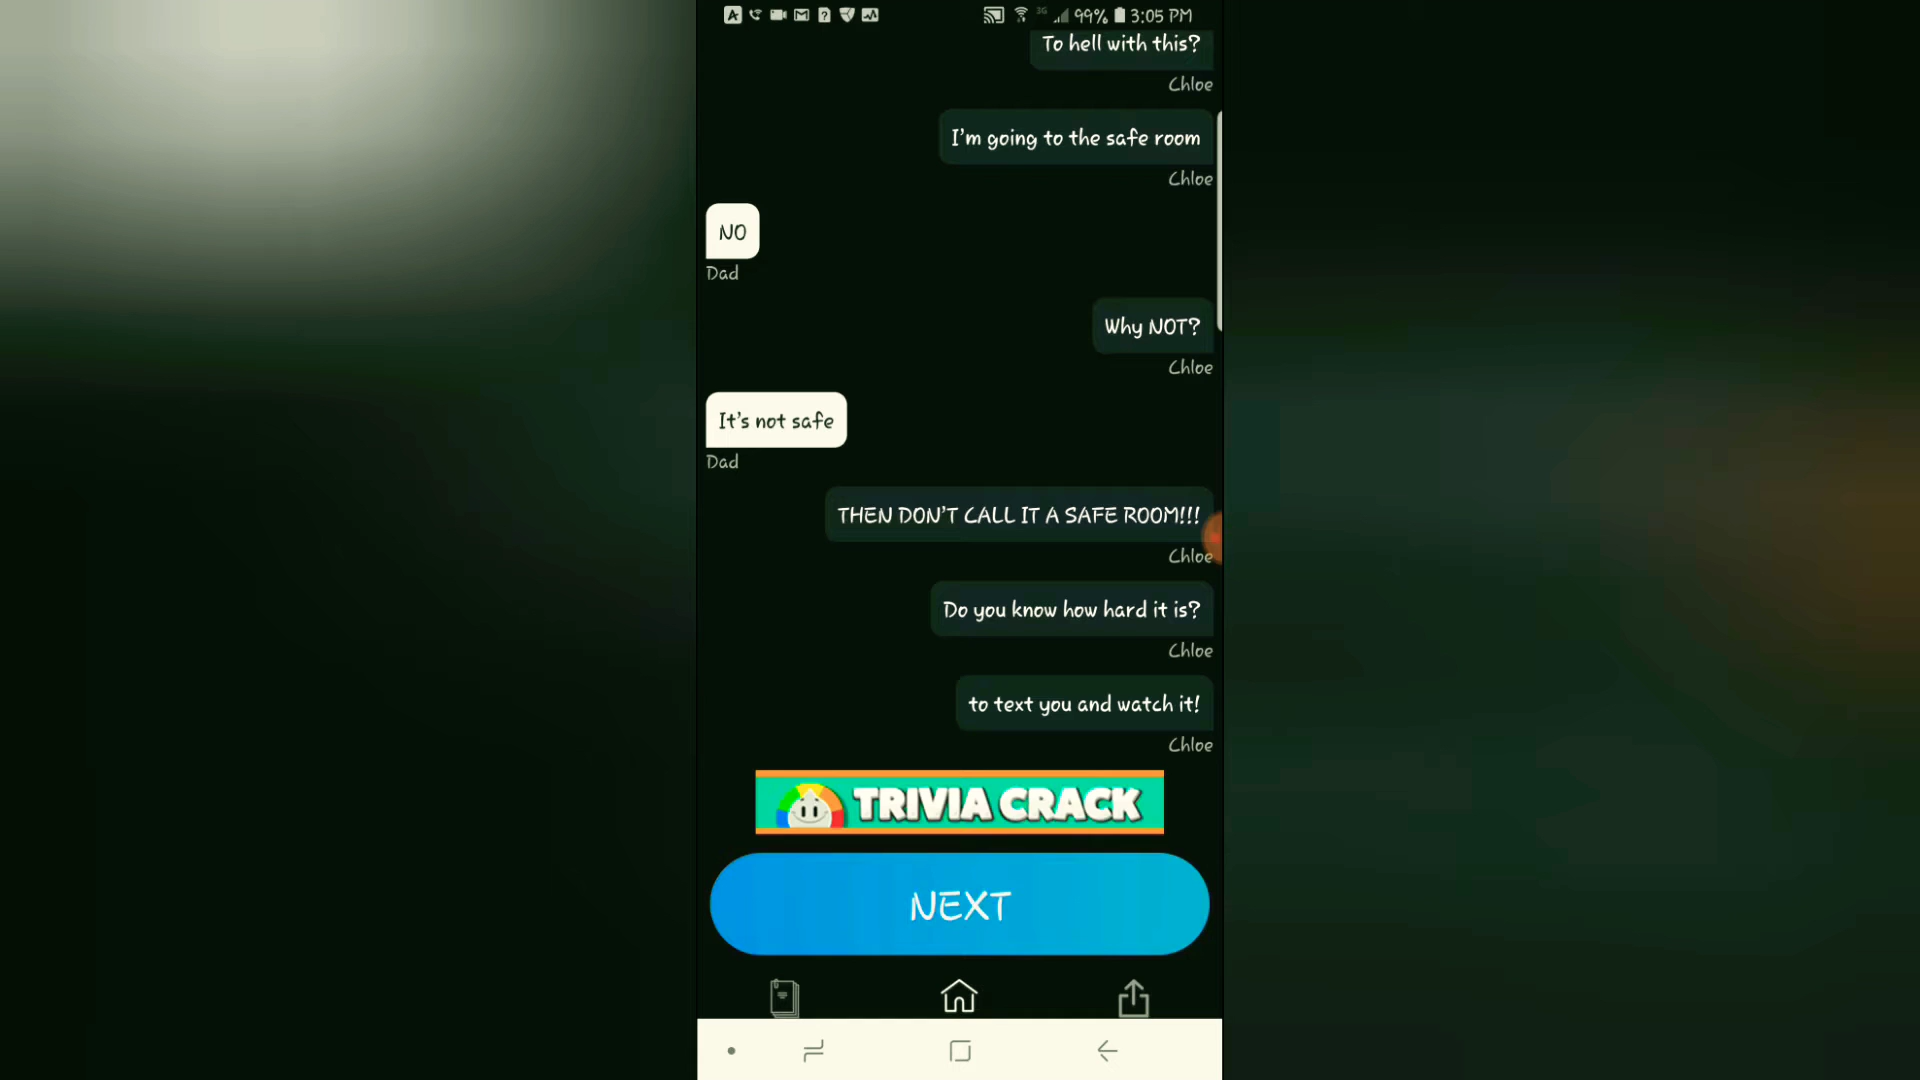 3G 99% 3:05 PM
To hell with this?
Chloe
I'm going to the safe room
Chloe
NO
Dad
Why NOT?
Chloe
It's not safe
Dad
THEN DON'T CALL IT A SAFE ROOM!!!
Chloe
Do you know how hard it is?
Chloe
to text you and watch it!
Chloe
TRIVIA CRACK
NEXT